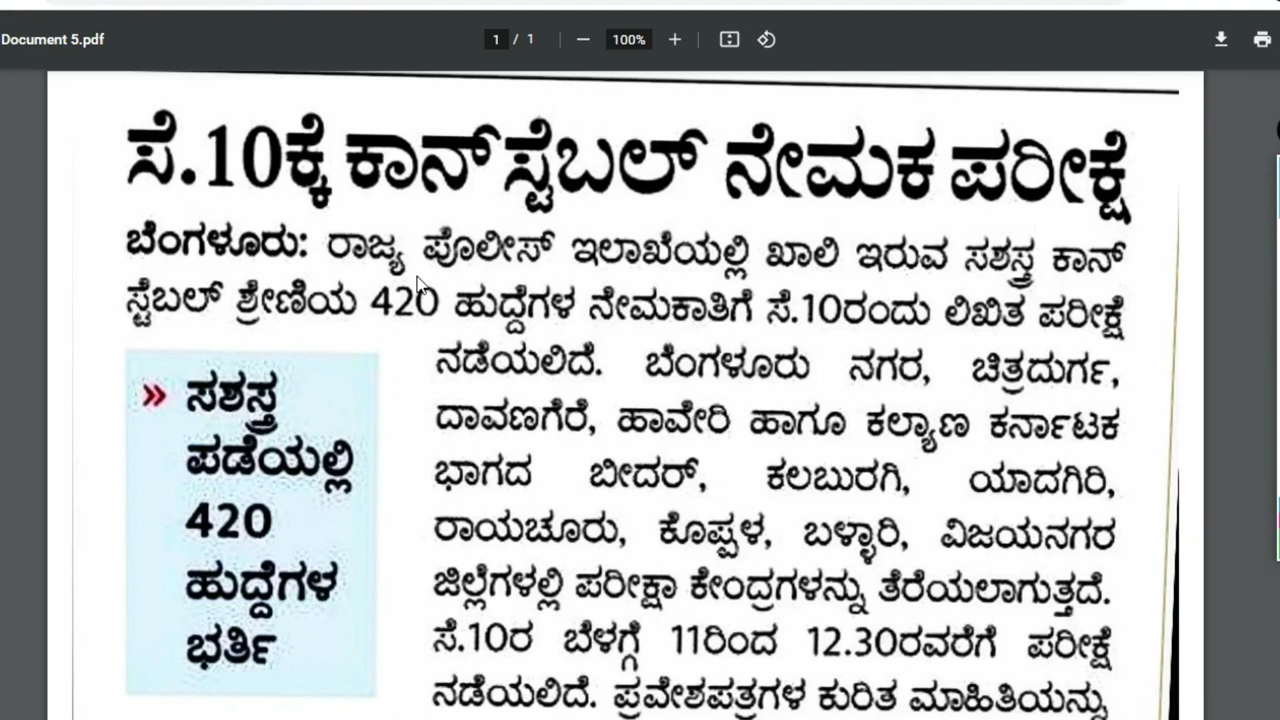 Document 5.pdf
1 / 1
100%
ಸೆ.10ಕ್ಕೆ ಕಾನ್‌ಸ್ಟೆಬಲ್ ನೇಮಕ ಪರೀಕ್ಷೆ
ಬೆಂಗಳೂರು: ರಾಜ್ಯ ಪೊಲೀಸ್ ಇಲಾಖೆಯಲ್ಲಿ ಖಾಲಿ ಇರುವ ಸಶಸ್ತ್ರ ಕಾನ್
ಸ್ಟೆಬಲ್ ಶ್ರೇಣಿಯ 420 ಹುದ್ದೆಗಳ ನೇಮಕಾತಿಗೆ ಸೆ.10ರಂದು ಲಿಖಿತ ಪರೀಕ್ಷೆ
ನಡೆಯಲಿದೆ. ಬೆಂಗಳೂರು ನಗರ, ಚಿತ್ರದುರ್ಗ,
ದಾವಣಗೆರೆ, ಹಾವೇರಿ ಹಾಗೂ ಕಲ್ಯಾಣ ಕರ್ನಾಟಕ
ಭಾಗದ ಬೀದರ್, ಕಲಬುರಗಿ, ಯಾದಗಿರಿ,
ರಾಯಚೂರು, ಕೊಪ್ಪಳ, ಬಳ್ಳಾರಿ, ವಿಜಯನಗರ
ಜಿಲ್ಲೆಗಳಲ್ಲಿ ಪರೀಕ್ಷಾ ಕೇಂದ್ರಗಳನ್ನು ತೆರೆಯಲಾಗುತ್ತದೆ.
ಸೆ.10ರ ಬೆಳಗ್ಗೆ 11ರಿಂದ 12.30ರವರೆಗೆ ಪರೀಕ್ಷೆ
ನಡೆಯಲಿದೆ. ಪ್ರವೇಶಪತ್ರಗಳ ಕುರಿತ ಮಾಹಿತಿಯನ್ನು
» ಸಶಸ್ತ್ರ
ಪಡೆಯಲ್ಲಿ
420
ಹುದ್ದೆಗಳ
ಭರ್ತಿ